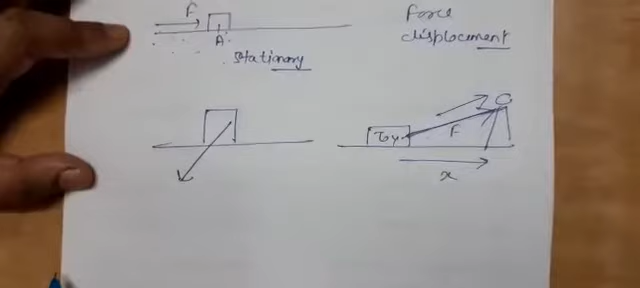 F
A
Stationary
Force
displacement
Toy
F
x